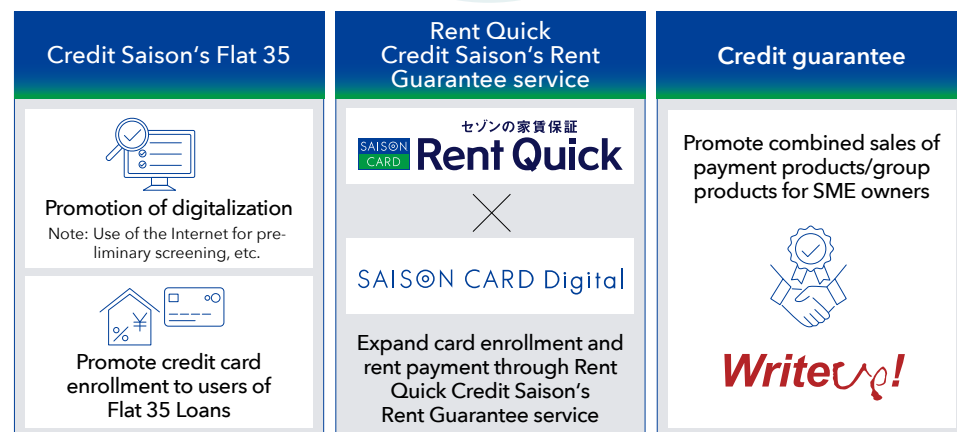 Credit Saison's Flat 35
Promotion of digitalization
Note: Use of the Internet for pre-
liminary screening, etc.
%
¥
Promote credit card
enrollment to users of
Flat 35 Loans
Rent Quick
Credit Saison's Rent
Guarantee service
セゾンの家賃保証
SAISON
CARD
Rent Quick
SAISON CARD Digital
Expand card enrollment and
rent payment through Rent
Quick Credit Saison's
Rent Guarantee service
Credit guarantee
Promote combined sales of
payment products/group
products for SME owners
Writeup!